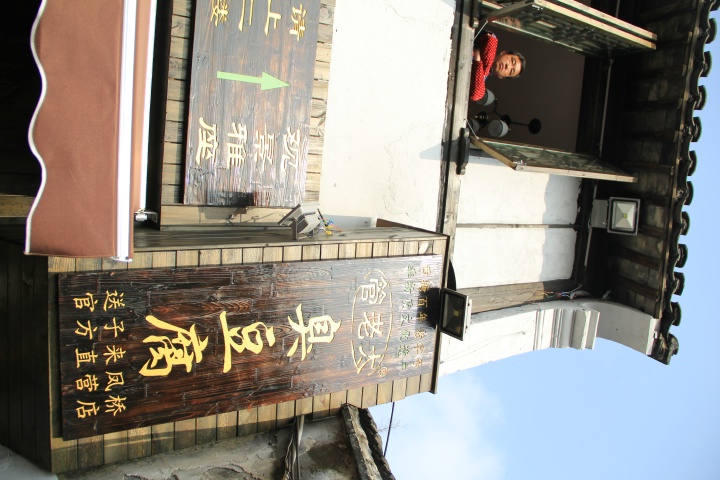 请上二楼
观景雅座
管老太
臭豆腐
送子来凤桥
官方直营店